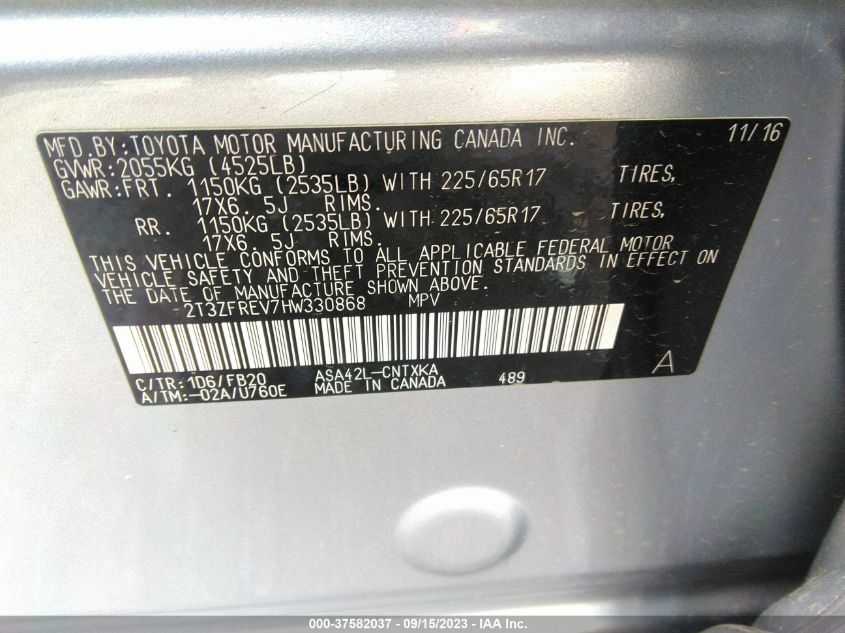 MFD. BY: TOYOTA MOTOR MANUFACTURING CANADA INC. 11/16
GVWR: 2055KG (4525LB)
GAWR: FRT. 1150KG (2535LB) WITH 225/65R17 TIRES,
17X6. 5J RIMS.
RR. 1150KG (2535LB) WITH 225/65R17 TIRES,
17X6. 5J RIMS.
THIS VEHICLE CONFORMS TO ALL APPLICABLE FEDERAL MOTOR
VEHICLE SAFETY AND THEFT PREVENTION STANDARDS IN EFFECT ON
THE DATE OF MANUFACTURE SHOWN ABOVE.
2T3ZFREV7HW330868 MPV
C/TR: 1D6/FB20 ASA42L-CNTXKA A
A/TM:-02A/U760E MADE IN CANADA 489
000-37582037 - 09/15/2023 - IAA Inc.